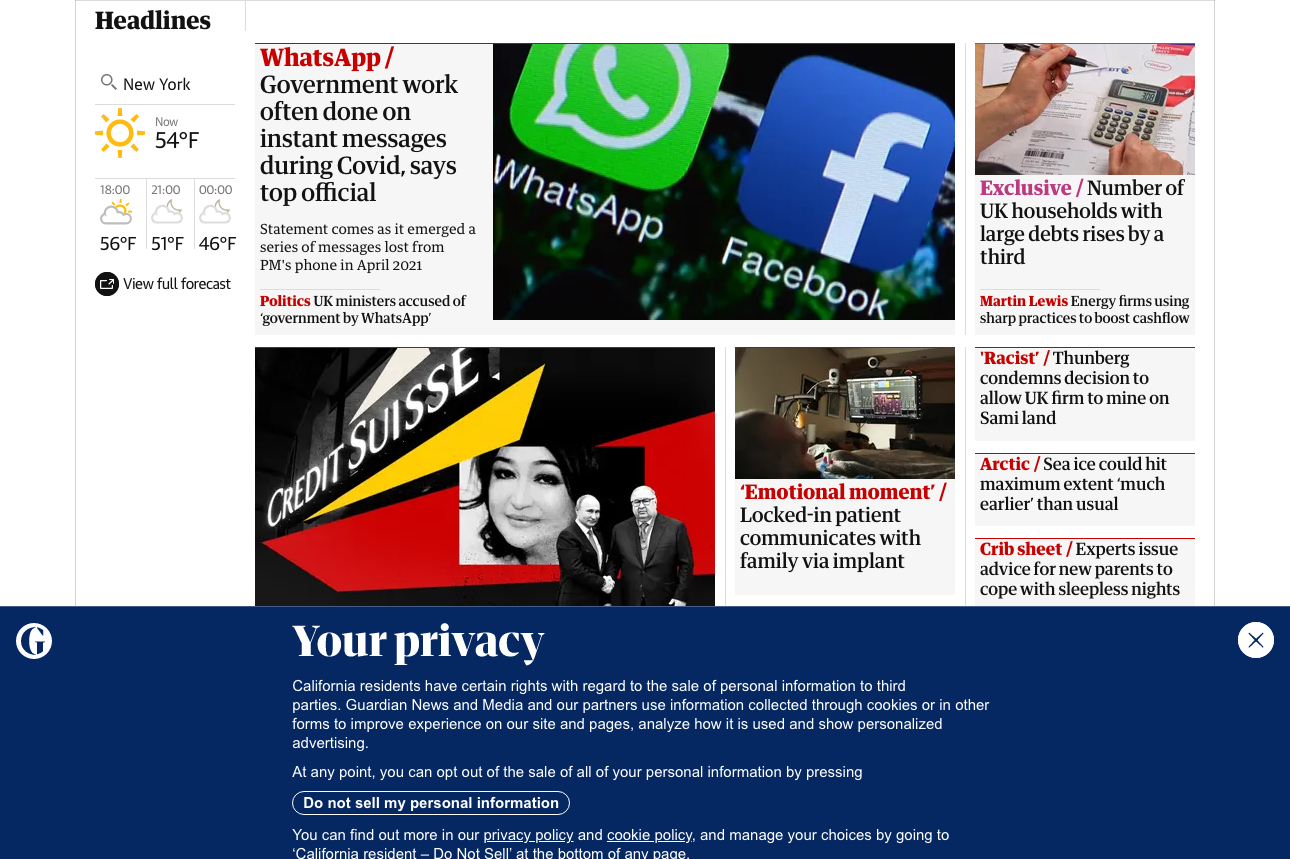 Headlines
New York
Now
54°F
18:00
21:00
00:00
56°F
51°F
46°F
View full forecast
WhatsApp /
Government work
often done on
instant messages
during Covid, says
top official
Statement comes as it emerged a
series of messages lost from
PM's phone in April 2021
Politics UK ministers accused of
‘government by WhatsApp’
WhatsApp
Facebook
Exclusive / Number of
UK households with
large debts rises by a
third
Martin Lewis Energy firms using
sharp practices to boost cashflow
CREDIT SUISSE
‘Emotional moment’ /
Locked-in patient
communicates with
family via implant
'Racist’ / Thunberg
condemns decision to
allow UK firm to mine on
Sami land
Arctic / Sea ice could hit
maximum extent ‘much
earlier’ than usual
Crib sheet / Experts issue
advice for new parents to
cope with sleepless nights
Your privacy
California residents have certain rights with regard to the sale of personal information to third
parties. Guardian News and Media and our partners use information collected through cookies or in other
forms to improve experience on our site and pages, analyze how it is used and show personalized
advertising.
At any point, you can opt out of the sale of all of your personal information by pressing
Do not sell my personal information
You can find out more in our privacy policy and cookie policy, and manage your choices by going to
‘California resident – Do Not Sell’ at the bottom of any page.